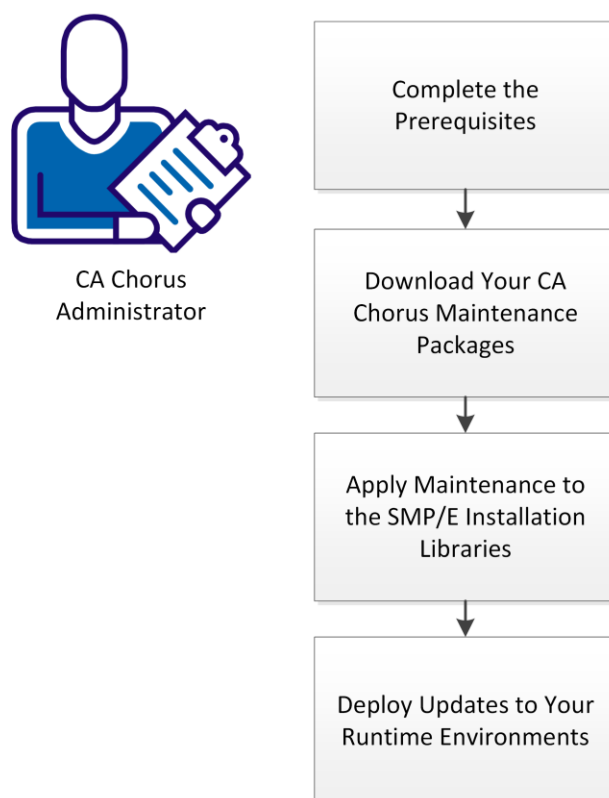 CA Chorus
Administrator
Complete the
Prerequisites
Download Your CA
Chorus Maintenance
Packages
Apply Maintenance to
the SMP/E Installation
Libraries
Deploy Updates to Your
Runtime Environments